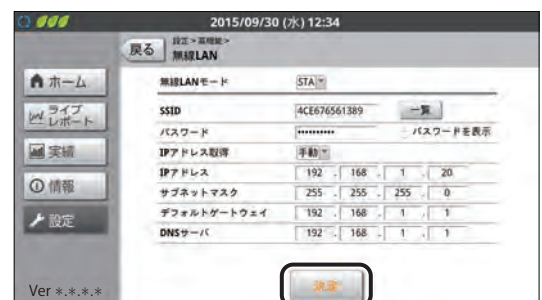 2015/09/30 (水) 12:34
戻る
設定 > 高機能 >
無線LAN
ホーム
ライブ
レポート
実績
情報
設定
Ver *.*.*.*
無線LANモード STA
SSID 4CE676561389 一覧
パスワード •••••••••• パスワードを表示
IPアドレス取得 手動
IPアドレス 192 . 168 . 1 . 20
サブネットマスク 255 . 255 . 255 . 0
デフォルトゲートウェイ 192 . 168 . 1 . 1
DNSサーバ 192 . 168 . 1 . 1
決定